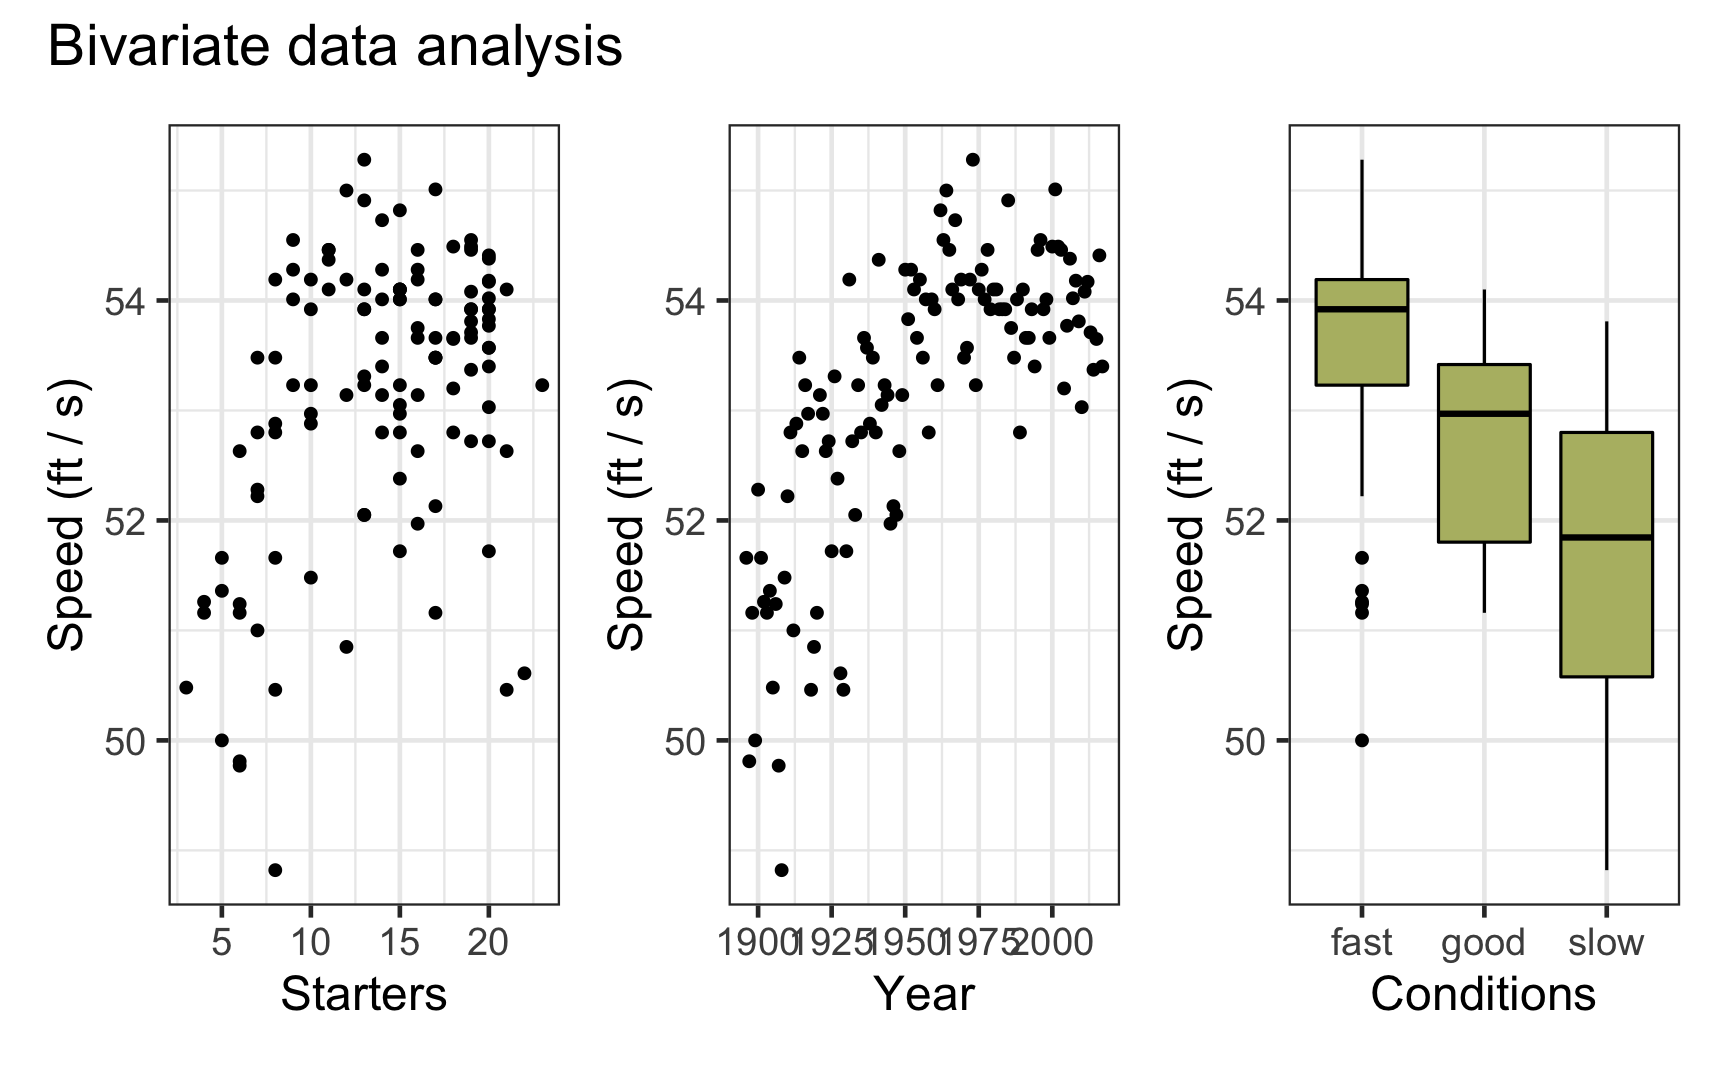 Bivariate data analysis
Speed (ft / s)
54
52
50
5 10 15 20
Starters
Speed (ft / s)
54
52
50
1900 1925 1950 1975 2000
Year
Speed (ft / s)
54
52
50
fast good slow
Conditions